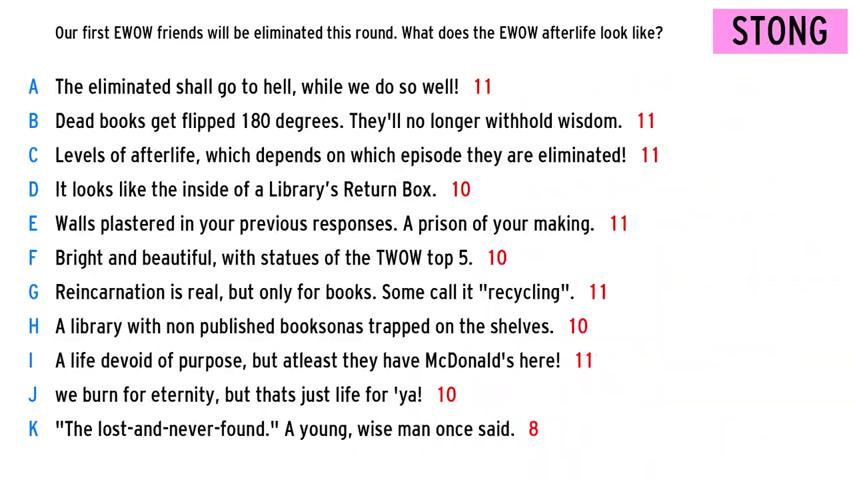 Our first EWOW friends will be eliminated this round. What does the EWOW afterlife look like?
STONG
A The eliminated shall go to hell, while we do so well! 11
B Dead books get flipped 180 degrees. They'll no longer withhold wisdom. 11
C Levels of afterlife, which depends on which episode they are eliminated! 11
D It looks like the inside of a Library’s Return Box. 10
E Walls plastered in your previous responses. A prison of your making. 11
F Bright and beautiful, with statues of the TWOW top 5. 10
G Reincarnation is real, but only for books. Some call it "recycling". 11
H A library with non published booksonas trapped on the shelves. 10
I A life devoid of purpose, but atleast they have McDonald's here! 11
J we burn for eternity, but thats just life for 'ya! 10
K "The lost-and-never-found." A young, wise man once said. 8